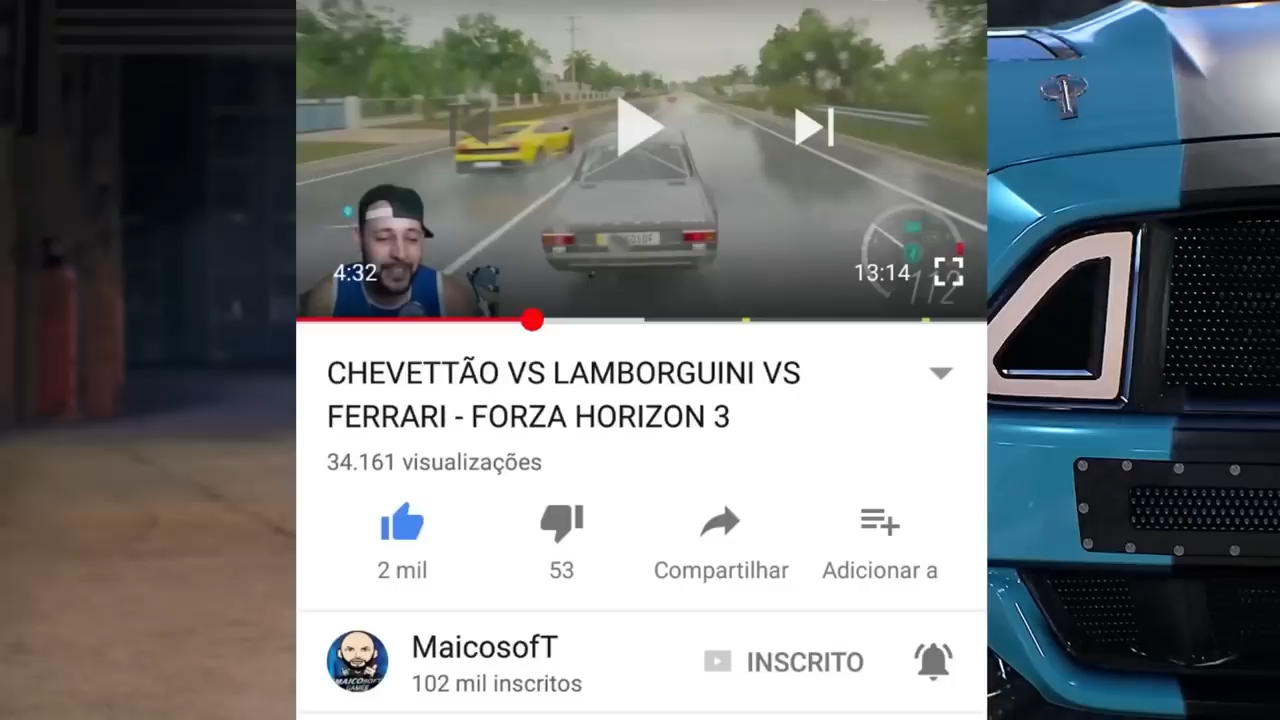 4:32
13:14
112
CHEVETTÃO VS LAMBORGUINI VS
FERRARI - FORZA HORIZON 3
34.161 visualizações
2 mil
53
Compartilhar
Adicionar a
MaicosofT
INSCRITO
102 mil inscritos